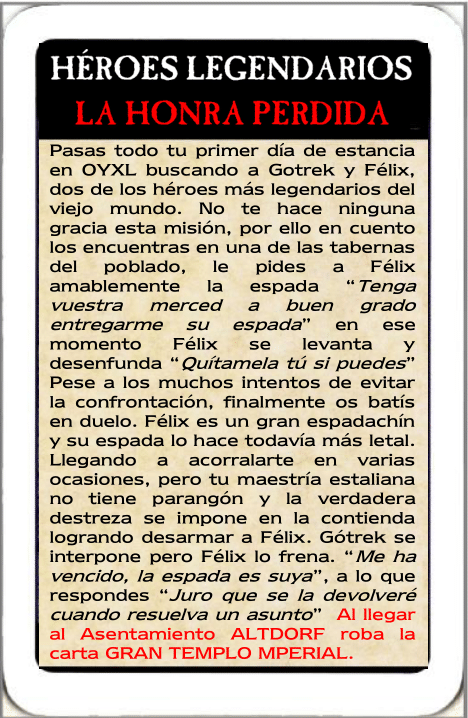 HÉROES LEGENDARIOS
LA HONRA PERDIDA
Pasas todo tu primer día de estancia
en OYXL buscando a Gotrek y Félix,
dos de los héroes más legendarios del
viejo mundo. No te hace ninguna
gracia esta misión, por ello en cuento
los encuentras en una de las tabernas
del poblado, le pides a Félix
amablemente la espada “Tenga
vuestra merced a buen grado
entregarme su espada” en ese
momento Félix se levanta y
desenfunda “Quítamela tú si puedes”
Pese a los muchos intentos de evitar
la confrontación, finalmente os batís
en duelo. Félix es un gran espadachín
y su espada lo hace todavía más letal.
Llegando a acorralarte en varias
ocasiones, pero tu maestría estaliana
no tiene parangón y la verdadera
destreza se impone en la contienda
logrando desarmar a Félix. Gótrek se
interpone pero Félix lo frena. “Me ha
vencido, la espada es suya”, a lo que
respondes “Juro que se la devolveré
cuando resuelva un asunto” Al llegar
al Asentamiento ALTDORF roba la
carta GRAN TEMPLO MPERIAL.